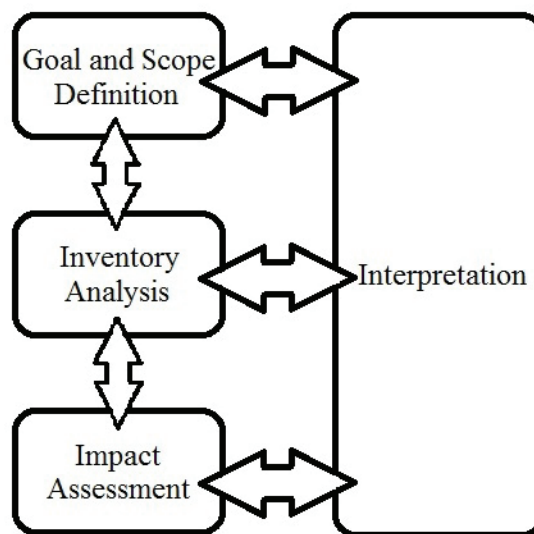 Goal and Scope
Definition
Inventory
Analysis
Interpretation
Impact
Assessment